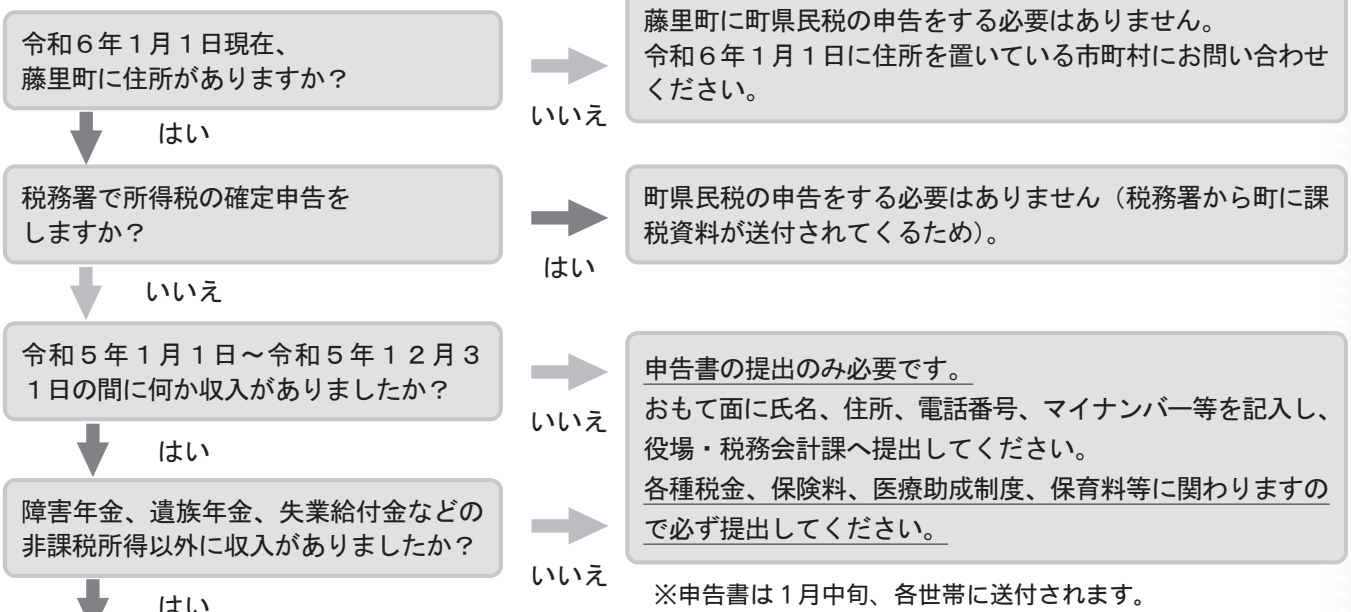 令和６年１月１日現在、
藤里町に住所がありますか？
いいえ
藤里町に町県民税の申告をする必要はありません。
令和６年１月１日に住所を置いている市町村にお問い合わせ
ください。
はい
税務署で所得税の確定申告を
しますか？
はい
町県民税の申告をする必要はありません（税務署から町に課
税資料が送付されてくるため）。
いいえ
令和５年１月１日～令和５年１２月３
１日の間に何か収入がありましたか？
いいえ
申告書の提出のみ必要です。
おもて面に氏名、住所、電話番号、マイナンバー等を記入し、
役場・税務会計課へ提出してください。
各種税金、保険料、医療助成制度、保育料等に関わりますの
で必ず提出してください。
はい
障害年金、遺族年金、失業給付金などの
非課税所得以外に収入がありましたか？
いいえ
※申告書は１月中旬、各世帯に送付されます。
はい